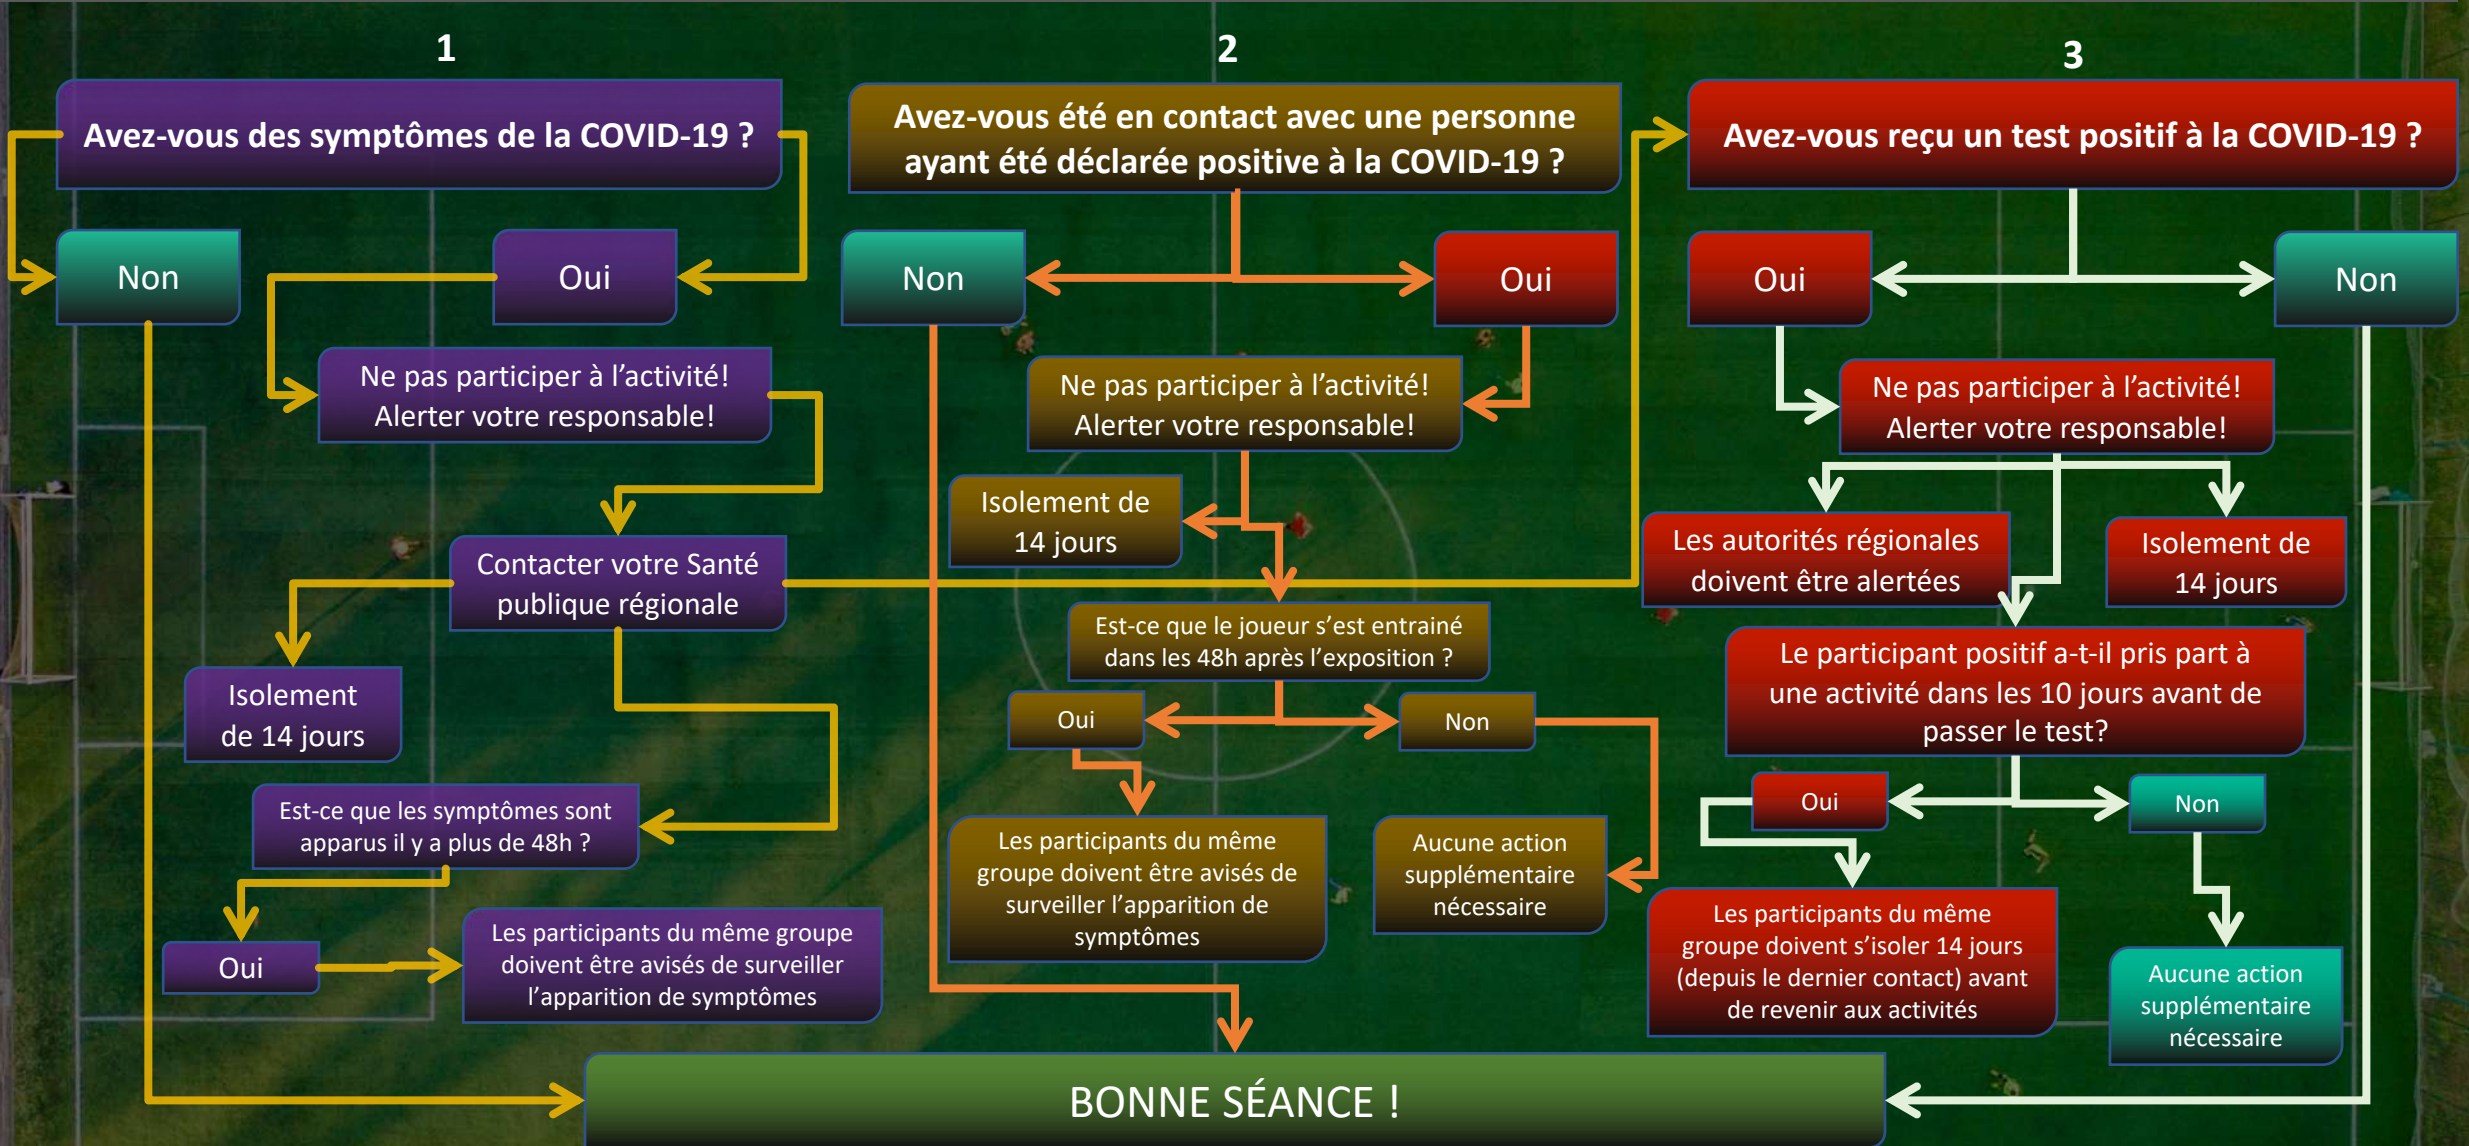 1
Avez-vous des symptômes de la COVID-19 ?
Non
Oui
Ne pas participer à l’activité!
Alerter votre responsable!
Contacter votre Santé
publique régionale
Isolement
de 14 jours
Est-ce que les symptômes sont
apparus il y a plus de 48h ?
Oui
Les participants du même groupe
doivent être avisés de surveiller
l’apparition de symptômes
2
Avez-vous été en contact avec une personne
ayant été déclarée positive à la COVID-19 ?
Non
Oui
Ne pas participer à l’activité!
Alerter votre responsable!
Isolement de
14 jours
Est-ce que le joueur s’est entrainé
dans les 48h après l’exposition ?
Oui
Non
Les participants du même
groupe doivent être avisés de
surveiller l’apparition de
symptômes
Aucune action
supplémentaire
nécessaire
3
Avez-vous reçu un test positif à la COVID-19 ?
Oui
Non
Ne pas participer à l’activité!
Alerter votre responsable!
Les autorités régionales
doivent être alertées
Isolement de
14 jours
Le participant positif a-t-il pris part à
une activité dans les 10 jours avant de
passer le test?
Oui
Non
Les participants du même
groupe doivent s’isoler 14 jours
(depuis le dernier contact) avant
de revenir aux activités
Aucune action
supplémentaire
nécessaire
BONNE SÉANCE !